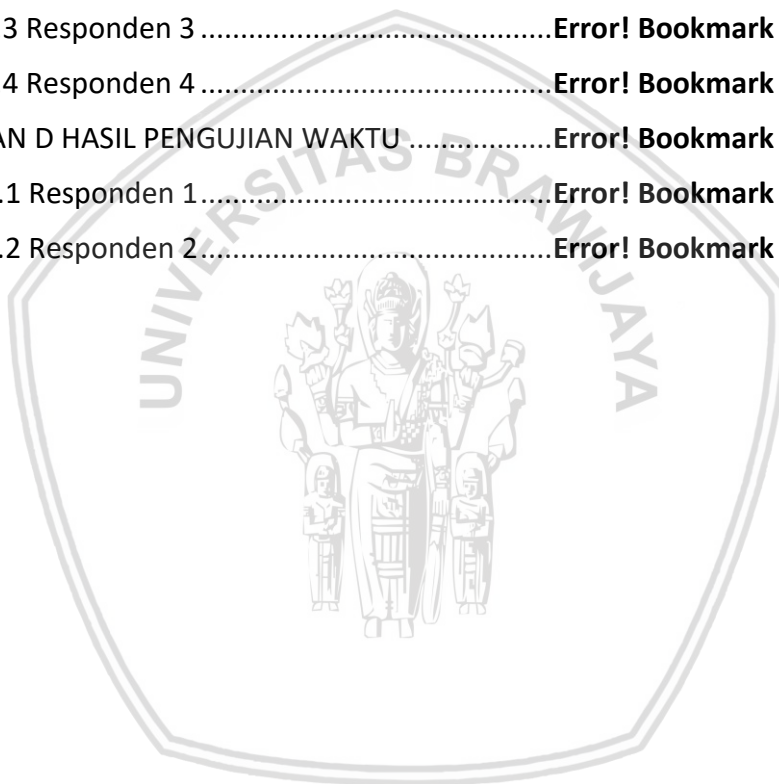 3 Responden 3 ............................................Error! Bookmark
4 Responden 4 ............................................Error! Bookmark
AN D HASIL PENGUJIAN WAKTU ..................Error! Bookmark
.1 Responden 1............................................Error! Bookmark
.2 Responden 2............................................Error! Bookmark
UNIVERSITAS BRAWIJAYA